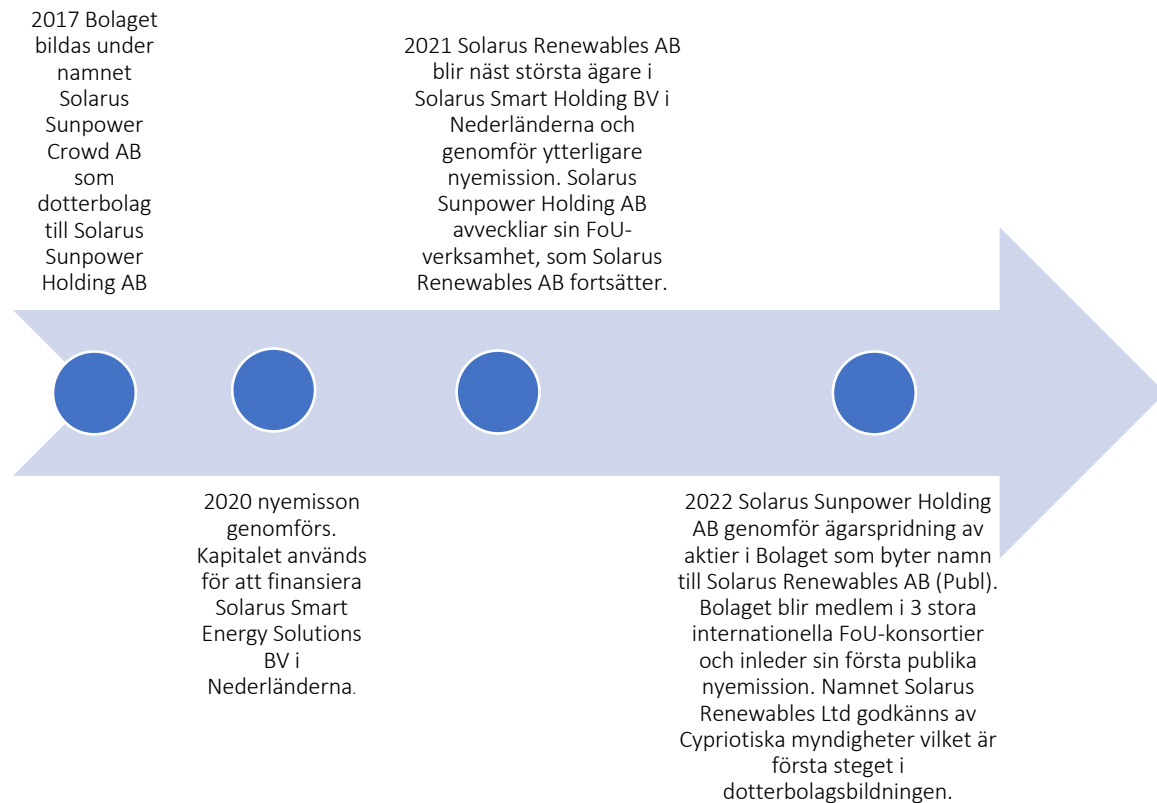 2017 Bolaget
bildas under
namnet
Solarus
Sunpower
Crowd AB
som
dotterbolag
till Solarus
Sunpower
Holding AB
2020 nyemisson
genomförs.
Kapitalet används
för att finansiera
Solarus Smart
Energy Solutions
BV i
Nederländerna.
2021 Solarus Renewables AB
blir näst största ägare i
Solarus Smart Holding BV i
Nederländerna och
genomför ytterligare
nyemission. Solarus
Sunpower Holding AB
avveckliar sin FoU-
verksamhet, som Solarus
Renewables AB fortsätter.
2022 Solarus Sunpower Holding
AB genomför ägarspridning av
aktier i Bolaget som byter namn
till Solarus Renewables AB (Publ).
Bolaget blir medlem i 3 stora
internationella FoU-konsortier
och inleder sin första publika
nyemission. Namnet Solarus
Renewables Ltd godkänns av
Cypriotiska myndigheter vilket är
första steget i
dotterbolagsbildningen.